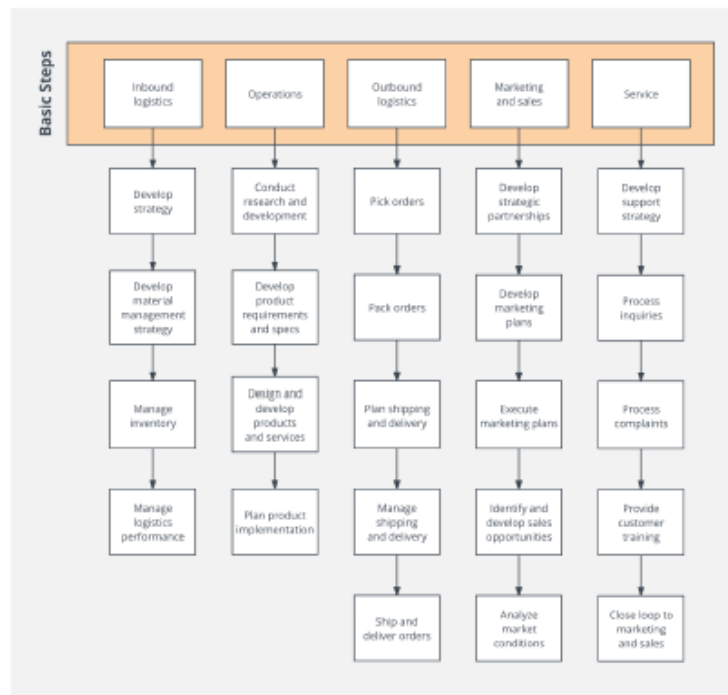 Basic Steps
Inbound
logistics
Operations
Outbound
logistics
Marketing
and sales
Service
Develop
strategy
Conduct
research and
development
Pick orders
Develop
strategic
partnerships
Develop
support
strategy
Develop
material
management
strategy
Develop
product
requirements
and specs
Pack orders
Develop
marketing
plans
Process
inquiries
Manage
inventory
Design and
develop
products
and services
Plan shipping
and delivery
Execute
marketing plans
Process
complaints
Manage
logistics
performance
Plan product
implementation
Manage
shipping
and delivery
Identify and
develop sales
opportunities
Provide
customer
training
Ship and
deliver orders
Analyze
market
conditions
Close loop to
marketing
and sales